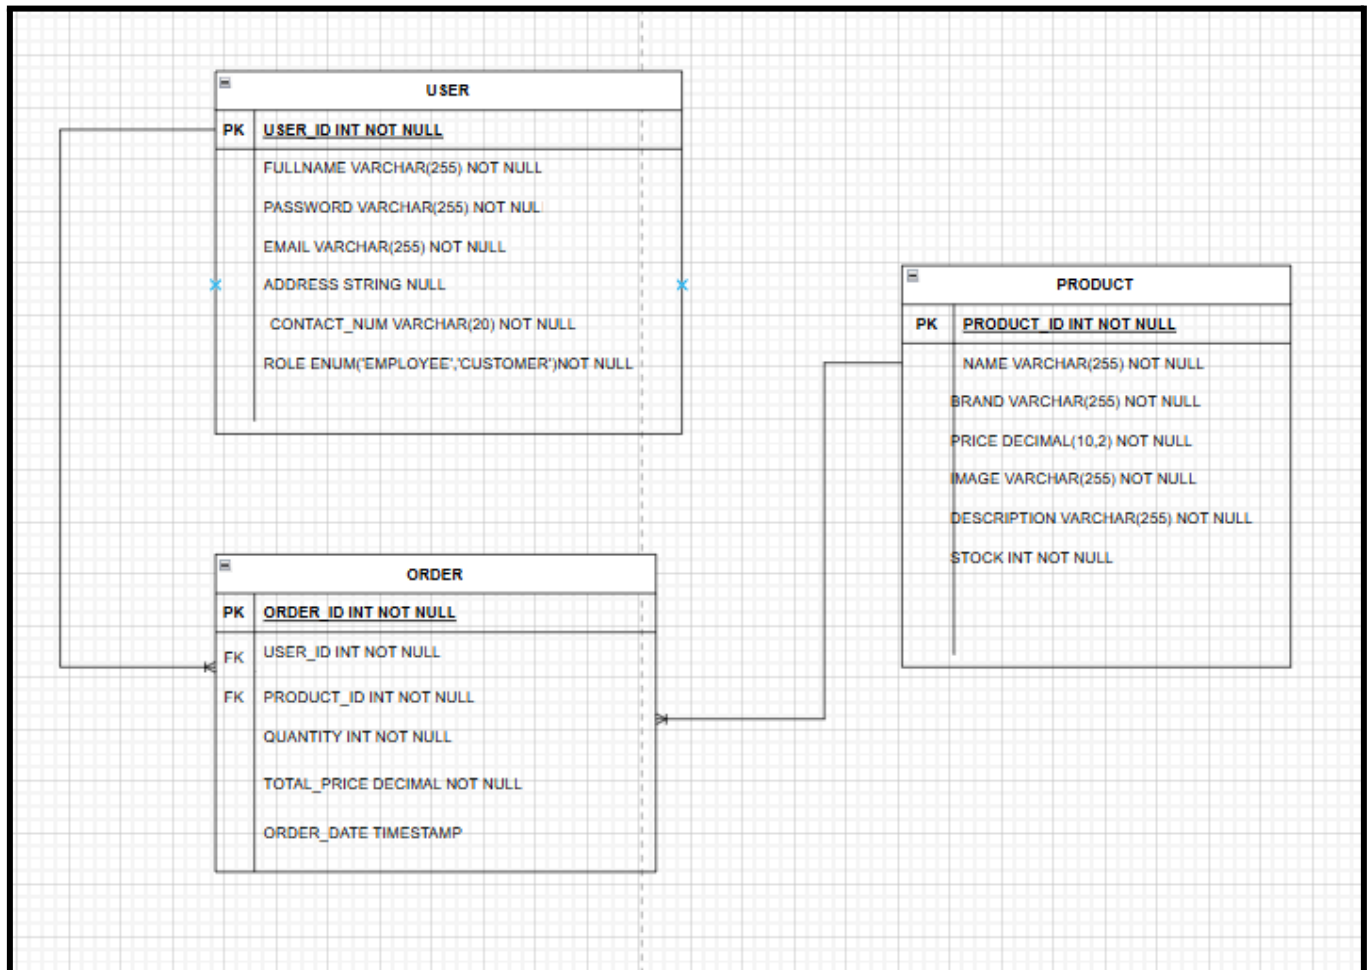 USER
PK USER_ID INT NOT NULL
FULLNAME VARCHAR(255) NOT NULL
PASSWORD VARCHAR(255) NOT NUL
EMAIL VARCHAR(255) NOT NULL
ADDRESS STRING NULL
CONTACT_NUM VARCHAR(20) NOT NULL
ROLE ENUM('EMPLOYEE','CUSTOMER')NOT NULL
PRODUCT
PK PRODUCT_ID INT NOT NULL
NAME VARCHAR(255) NOT NULL
BRAND VARCHAR(255) NOT NULL
PRICE DECIMAL(10,2) NOT NULL
IMAGE VARCHAR(255) NOT NULL
DESCRIPTION VARCHAR(255) NOT NULL
STOCK INT NOT NULL
ORDER
PK ORDER_ID INT NOT NULL
FK USER_ID INT NOT NULL
FK PRODUCT_ID INT NOT NULL
QUANTITY INT NOT NULL
TOTAL_PRICE DECIMAL NOT NULL
ORDER_DATE TIMESTAMP